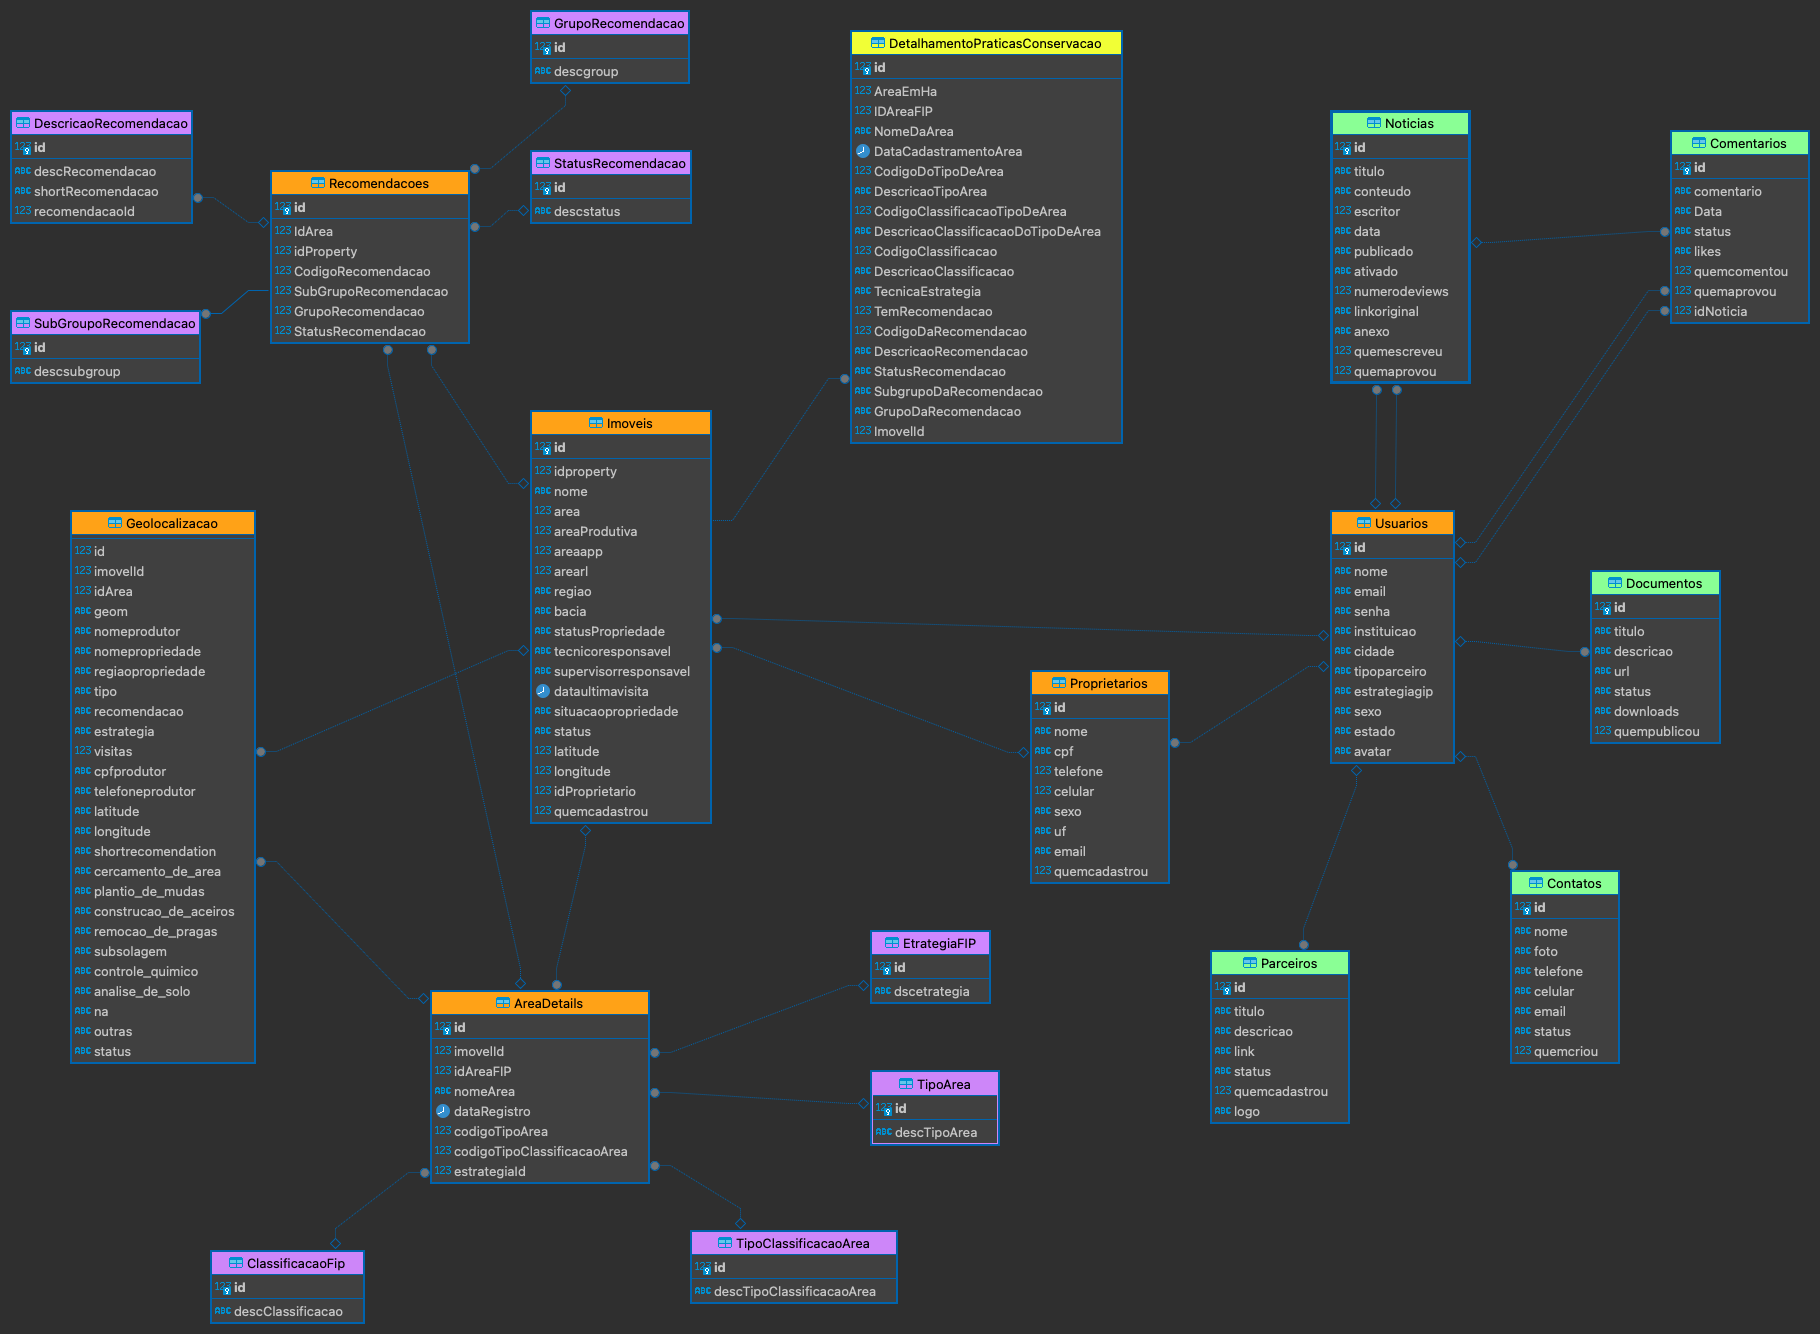 GrupoRecomendacao
123 id
ABC descgroup
DetalhamentoPraticasConservacao
123 id
123 AreaEmHa
123 IDAreaFIP
ABC NomeDaArea
DataCadastramentoArea
123 CodigoDoTipoDeArea
ABC DescricaoTipoArea
123 CodigoClassificacaoTipoDeArea
ABC DescricaoClassificacaoDoTipoDeArea
123 CodigoClassificacao
ABC DescricaoClassificacao
ABC TecnicaEstrategia
ABC TemRecomendacao
123 CodigoDaRecomendacao
ABC DescricaoRecomendacao
ABC StatusRecomendacao
ABC SubgrupoDaRecomendacao
ABC GrupoDaRecomendacao
123 ImovelId
DescricaoRecomendacao
123 id
ABC descRecomendacao
ABC shortRecomendacao
123 recomendacaoId
StatusRecomendacao
123 id
ABC descstatus
Recomendacoes
123 id
123 IdArea
123 idProperty
123 CodigoRecomendacao
123 SubGrupoRecomendacao
123 GrupoRecomendacao
123 StatusRecomendacao
SubGroupoRecomendacao
123 id
ABC descsubgroup
Noticias
123 id
ABC titulo
ABC conteudo
ABC escritor
ABC data
ABC publicado
ABC ativado
123 numerodeviews
ABC linkoriginal
ABC anexo
123 quemescreveu
123 quemaprovou
Comentarios
123 id
ABC comentario
ABC Data
ABC status
ABC likes
123 quemcomentou
123 quemaprovou
123 idNoticia
Imoveis
123 id
123 idproperty
ABC nome
123 area
123 areaProdutiva
123 areaapp
123 arearl
ABC regiao
ABC bacia
ABC statusPropriedade
ABC tecnicoresponsavel
ABC supervisorresponsavel
dataultimavisita
ABC situacaopropriedade
ABC status
123 latitude
123 longitude
123 idProprietario
123 quemcadastrou
Geolocalizacao
123 id
123 imovelId
123 idArea
ABC geom
ABC nomeprodutor
ABC nomepropriedade
ABC regiaopropriedade
ABC tipo
ABC recomendacao
ABC estrategia
123 visitas
ABC cpfprodutor
ABC telefoneprodutor
ABC latitude
ABC longitude
ABC shortrecomendation
ABC cercamento_de_area
ABC plantio_de_mudas
ABC construcao_de_aceiros
ABC remocao_de_pragas
ABC subsolagem
ABC controle_quimico
ABC analise_de_solo
ABC na
ABC outras
ABC status
Usuarios
123 id
ABC nome
ABC email
ABC senha
ABC instituicao
ABC cidade
ABC tipoparceiro
ABC estrategiagip
ABC sexo
ABC estado
ABC avatar
Documentos
123 id
ABC titulo
ABC descricao
ABC url
ABC status
ABC downloads
123 quempublicou
Proprietarios
123 id
ABC nome
ABC cpf
123 telefone
123 celular
ABC sexo
ABC uf
ABC email
123 quemcadastrou
Contatos
123 id
ABC nome
ABC foto
ABC telefone
ABC celular
ABC email
ABC status
123 quemcriou
Parceiros
123 id
ABC titulo
ABC descricao
ABC link
ABC status
123 quemcadastrou
ABC logo
EtrategiaFIP
123 id
ABC dscetrategia
AreaDetails
123 id
123 imovelId
123 idAreaFIP
ABC nomeArea
dataRegistro
123 codigoTipoArea
123 codigoTipoClassificacaoArea
123 estrategiaId
TipoArea
123 id
ABC descTipoArea
ClassificacaoFip
123 id
ABC descClassificacao
TipoClassificacaoArea
123 id
ABC descTipoClassificacaoArea